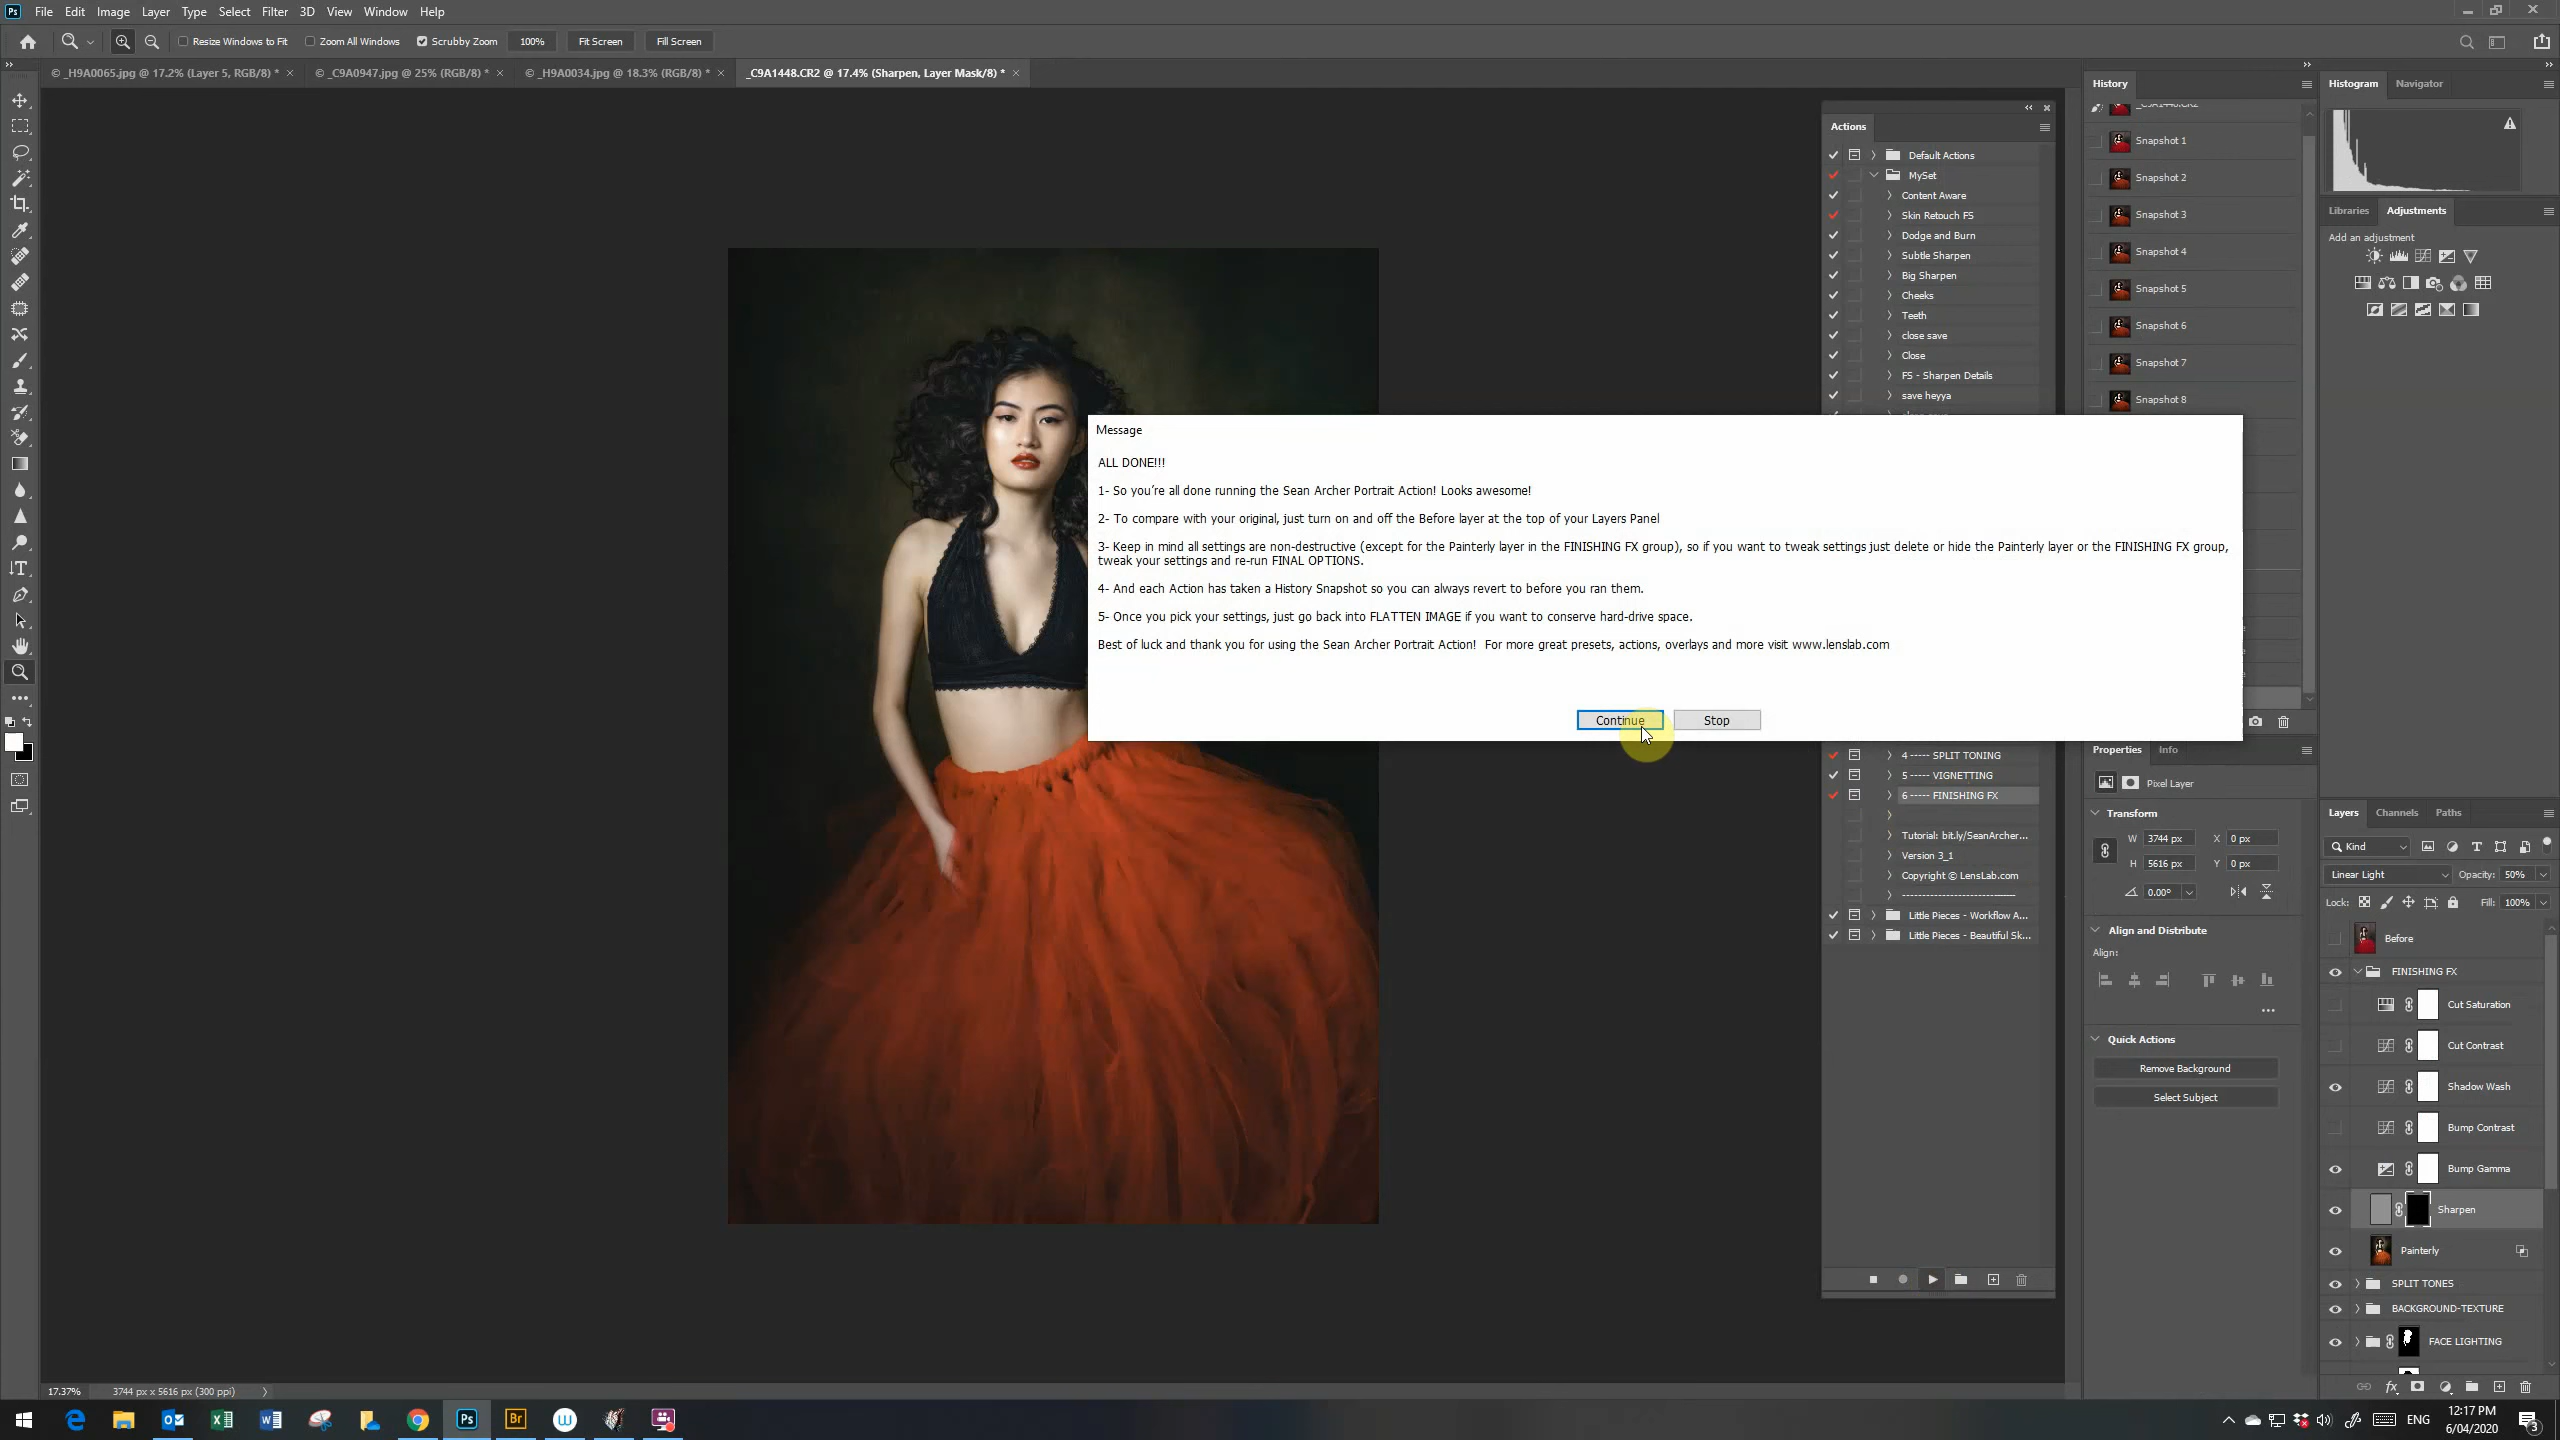 Ps File Edit Image Layer Type Select Filter 3D View Window Help
Resize Windows to Fit Zoom All Windows Scrubby Zoom 100% Fit Screen Fill Screen
© _H9A0065.jpg @ 17.2% (Layer 5, RGB/8) * × © _C9A0947.jpg @ 25% (RGB/8) * × © _H9A0034.jpg @ 18.3% (RGB/8) * × _C9A1448.CR2 @ 17.4% (Sharpen, Layer Mask/8) * ×
Actions
Default Actions
MySet
Content Aware
Skin Retouch FS
Dodge and Burn
Subtle Sharpen
Big Sharpen
Cheeks
Teeth
close save
Close
FS - Sharpen Details
save heyya
Message
ALL DONE!!!
1- So you're all done running the Sean Archer Portrait Action! Looks awesome!
2- To compare with your original, just turn on and off the Before layer at the top of your Layers Panel
3- Keep in mind all settings are non-destructive (except for the Painterly layer in the FINISHING FX group), so if you want to tweak settings just delete or hide the Painterly layer or the FINISHING FX group,
tweak your settings and re-run FINAL OPTIONS.
4- And each Action has taken a History Snapshot so you can always revert to before you ran them.
5- Once you pick your settings, just go back into FLATTEN IMAGE if you want to conserve hard-drive space.
Best of luck and thank you for using the Sean Archer Portrait Action! For more great presets, actions, overlays and more visit www.lenslab.com
Continue Stop
4 ----- SPLIT TONING
5 ----- VIGNETTING
6 ----- FINISHING FX
Tutorial: bit.ly/SeanArcher...
Version 3_1
Copyright © LensLab.com
----------------------------
Little Pieces - Workflow A...
Little Pieces - Beautiful Sk...
History
_C9A1448.CR2
Snapshot 1
Snapshot 2
Snapshot 3
Snapshot 4
Snapshot 5
Snapshot 6
Snapshot 7
Snapshot 8
Histogram Navigator
Libraries Adjustments
Add an adjustment
Properties Info
Pixel Layer
Transform
W 3744 px X 0 px
H 5616 px Y 0 px
0.00°
Align and Distribute
Align:
Quick Actions
Remove Background
Select Subject
Layers Channels Paths
Kind
Linear Light Opacity: 50%
Lock: Fill: 100%
Before
FINISHING FX
Cut Saturation
Cut Contrast
Shadow Wash
Bump Contrast
Bump Gamma
Sharpen
Painterly
SPLIT TONES
BACKGROUND-TEXTURE
FACE LIGHTING
17.37% 3744 px x 5616 px (300 ppi)
Ps Br
ENG 12:17 PM
6/04/2020
3